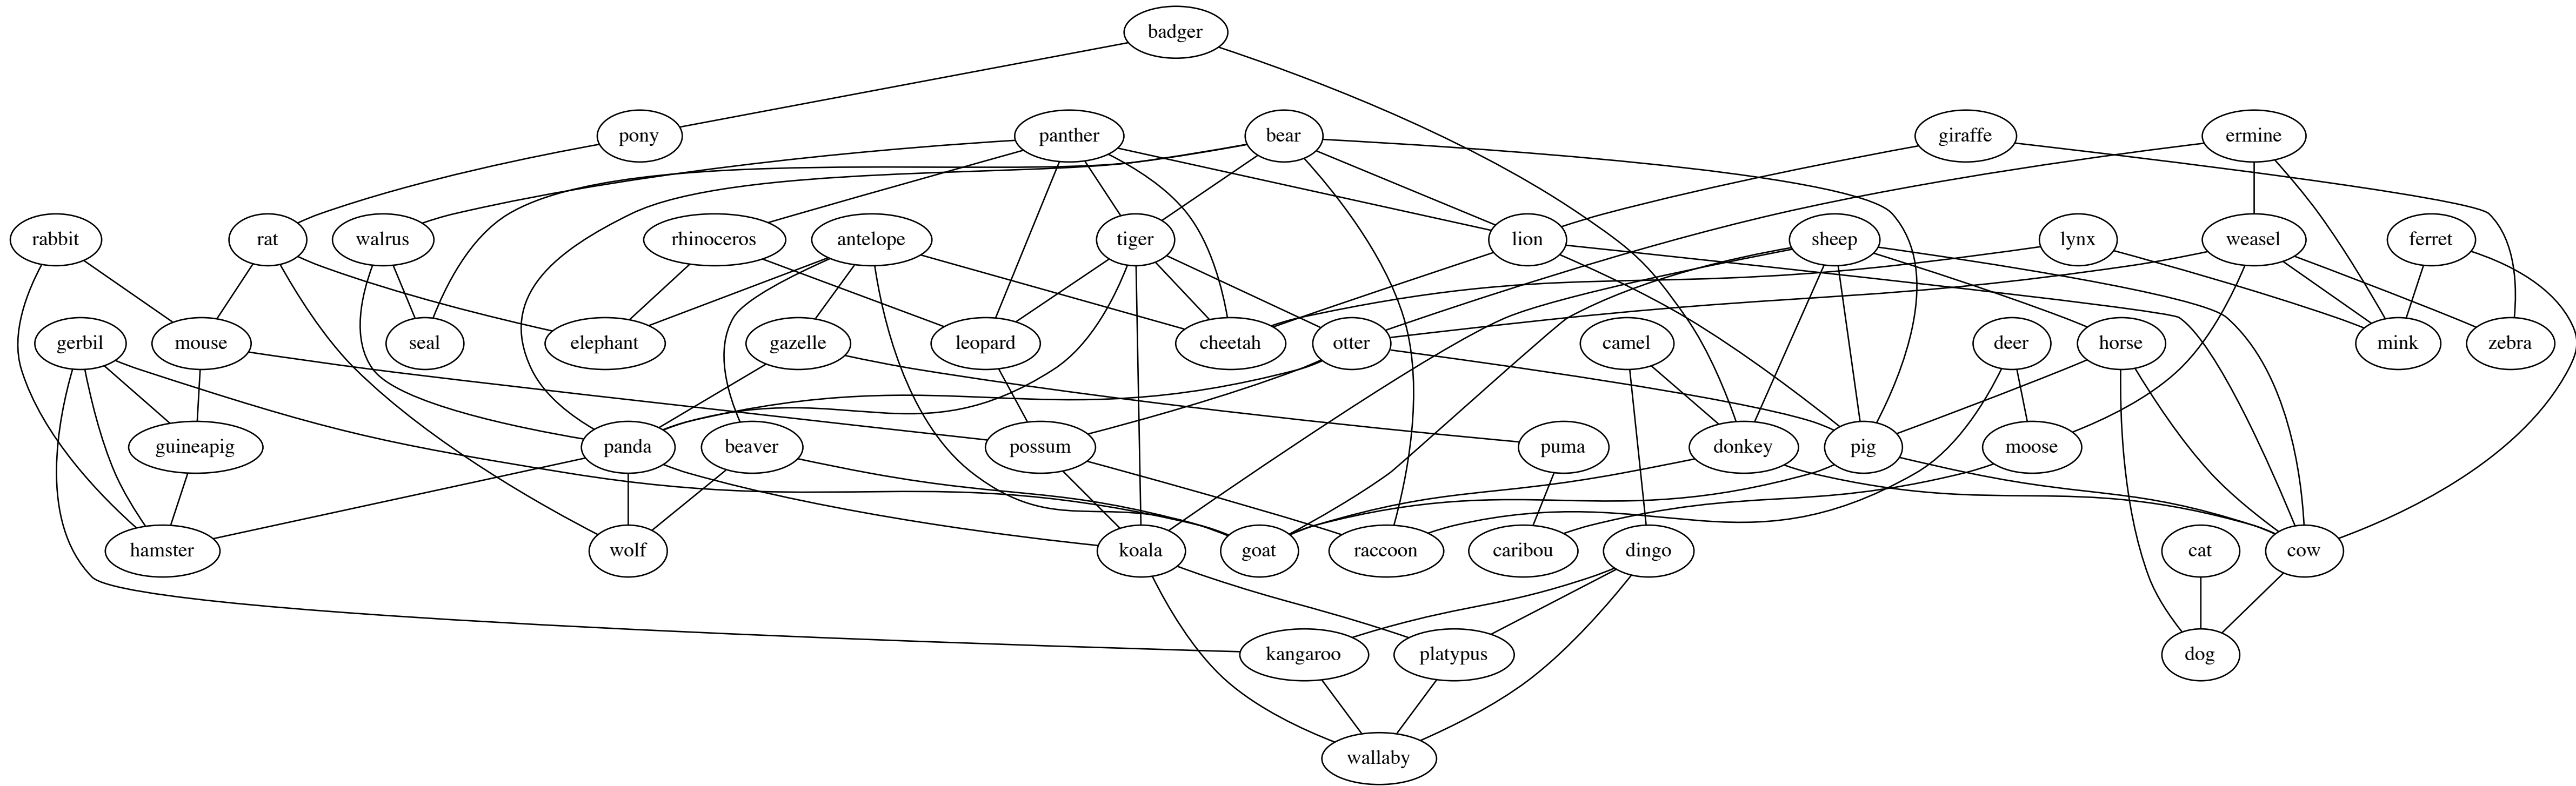 badger
pony
panther
bear
giraffe
ermine
rabbit
rat
walrus
rhinoceros
antelope
tiger
lion
sheep
lynx
weasel
ferret
gerbil
mouse
seal
elephant
gazelle
leopard
cheetah
otter
camel
deer
horse
mink
zebra
guineapig
panda
beaver
possum
puma
donkey
pig
moose
hamster
wolf
koala
goat
raccoon
caribou
dingo
cat
cow
kangaroo
platypus
dog
wallaby